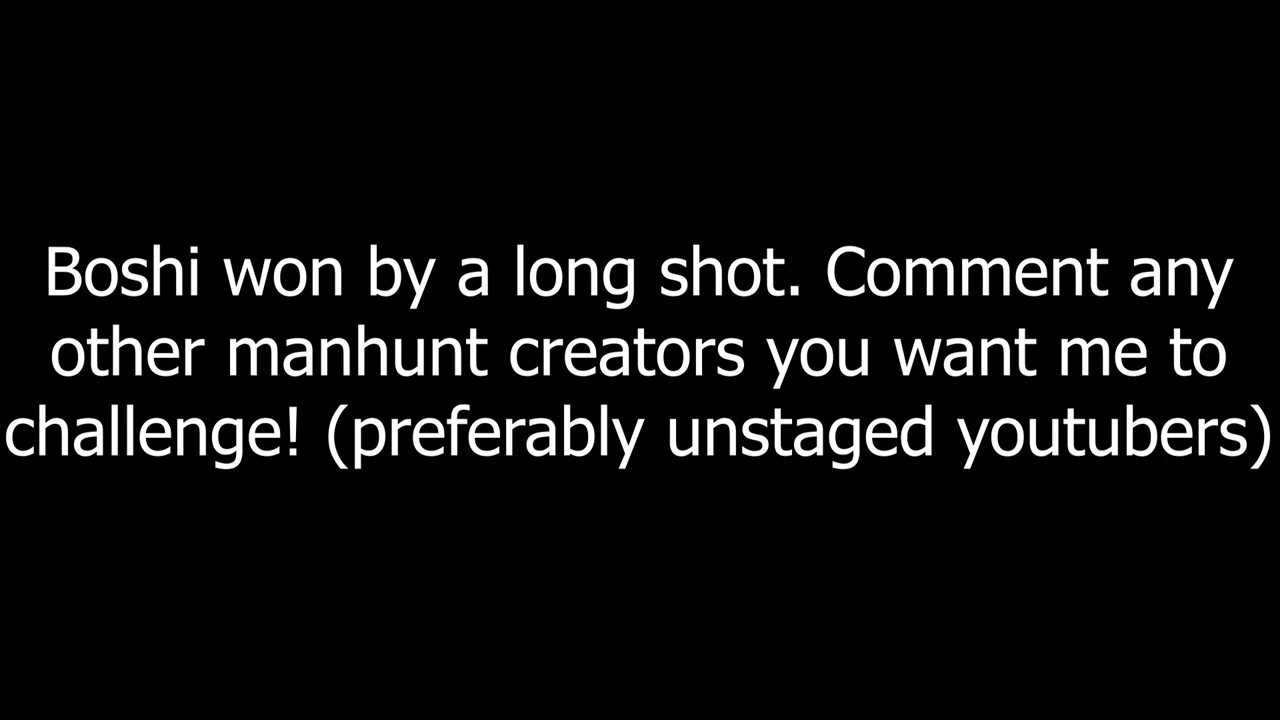 Boshi won by a long shot. Comment any
other manhunt creators you want me to
challenge! (preferably unstaged youtubers)